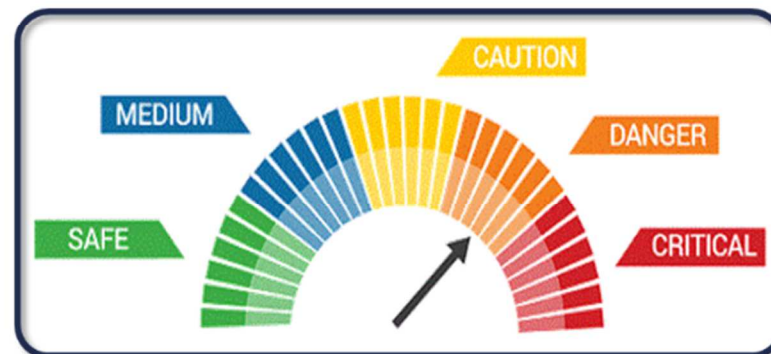 CAUTION
MEDIUM
DANGER
SAFE
CRITICAL